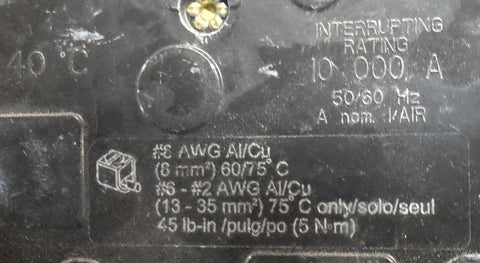 INTERRUPTING
RATING
40 °C
10 000 A
50/60 Hz
A nom. I/AIR
AWG Al/Cu
(8 mm²) 60/75° C
#6 - #2 AWG Al/Cu
(13 - 35 mm²) 75° C only/solo/seul
45 lb-in /pulg/po (5 N·m)